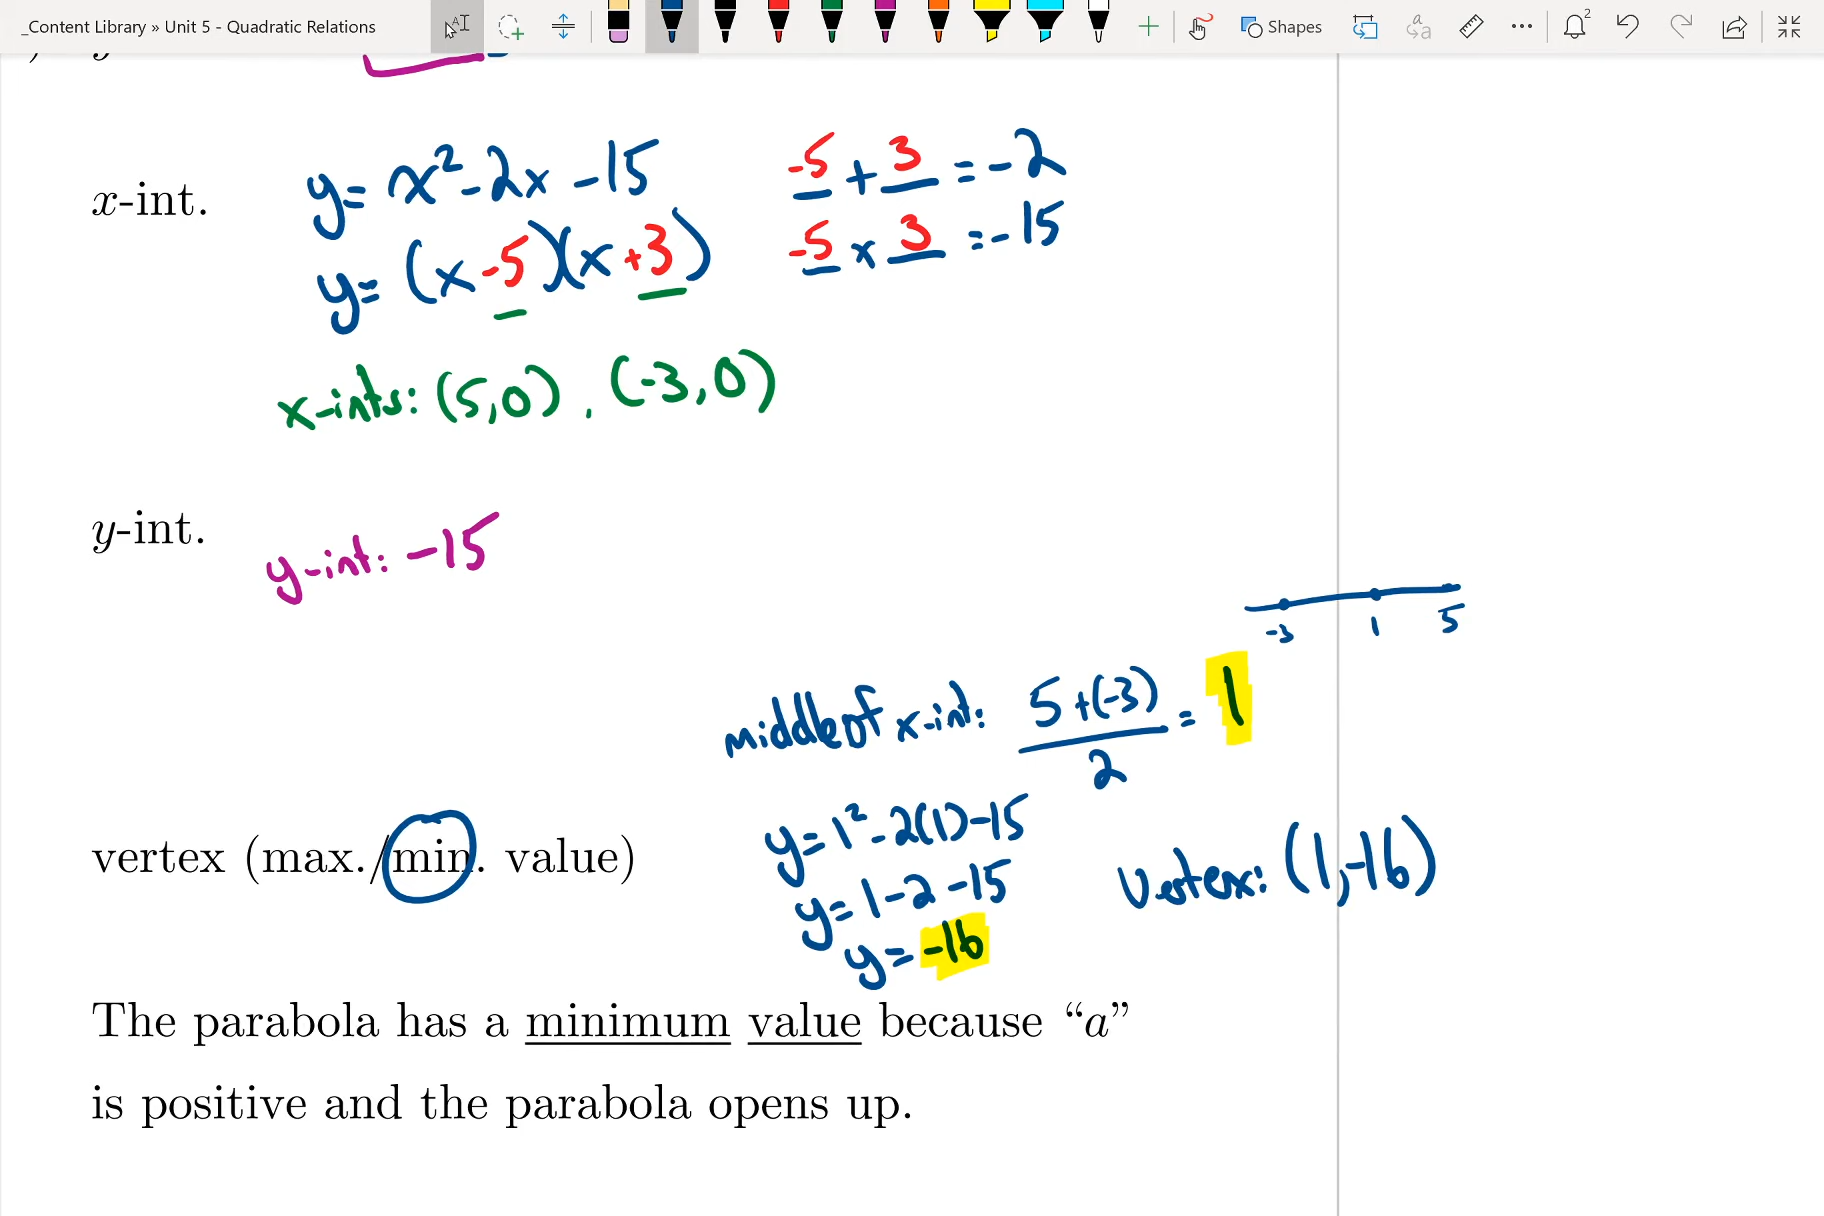 _Content Library » Unit 5 - Quadratic Relations
Shapes
2
x-int.
y= x²-2x -15
-5 + 3 = -2
y= (x -5)(x +3)
-5 x 3 = -15
x-ints: (5,0) , (-3,0)
y-int.
y-int: -15
-3 1 5
middle of x-int: 5+(-3)/2 = 1
vertex (max./min. value)
y= 1²- 2(1)-15
y= 1-2 -15
y= -16
Vertex: (1,-16)
The parabola has a minimum value because “a”
is positive and the parabola opens up.